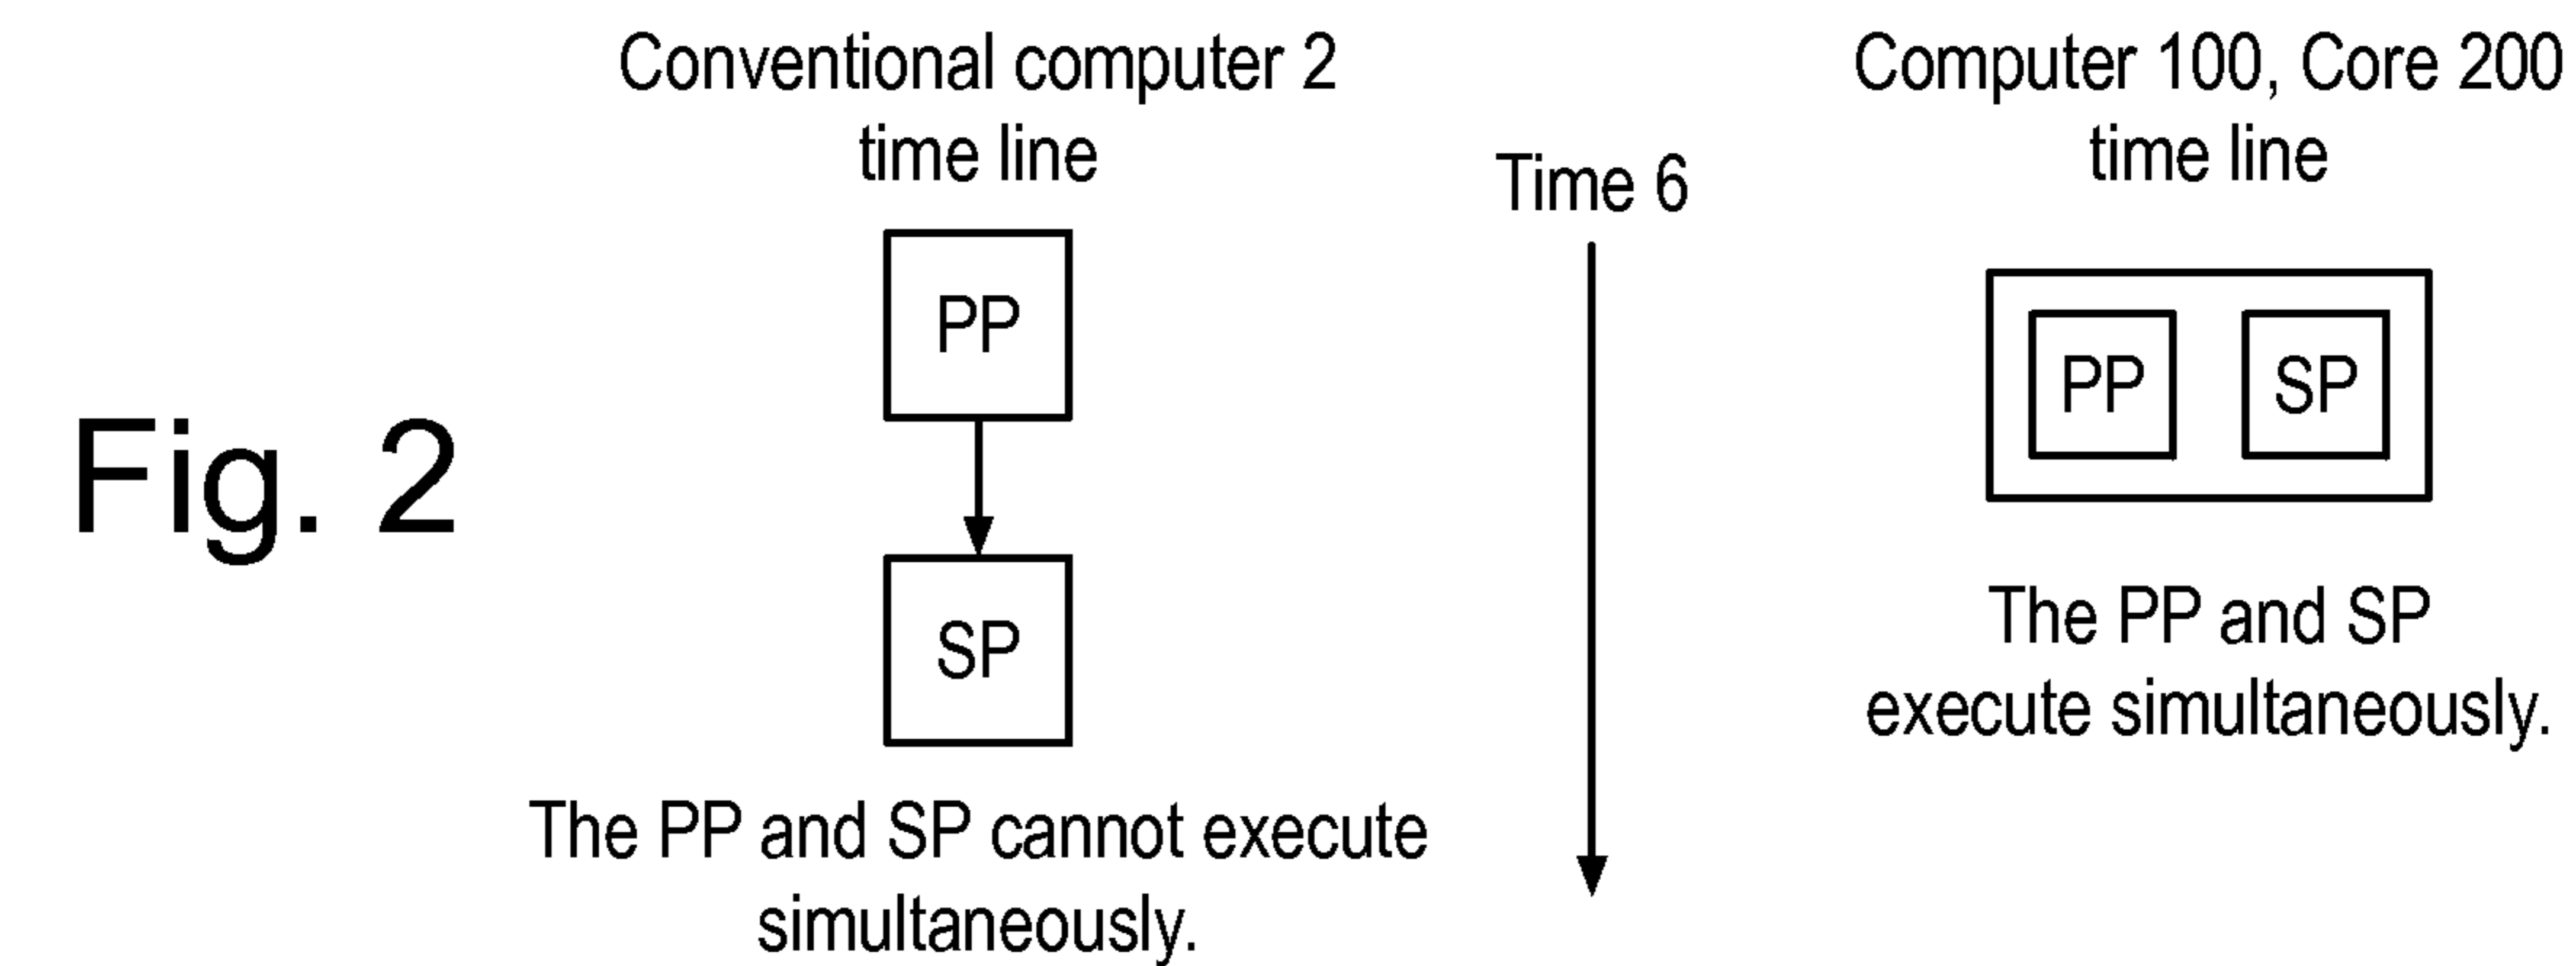 Fig. 2
Conventional computer 2
time line
PP
SP
The PP and SP cannot execute
simultaneously.
Time 6
Computer 100, Core 200
time line
PP
SP
The PP and SP
execute simultaneously.